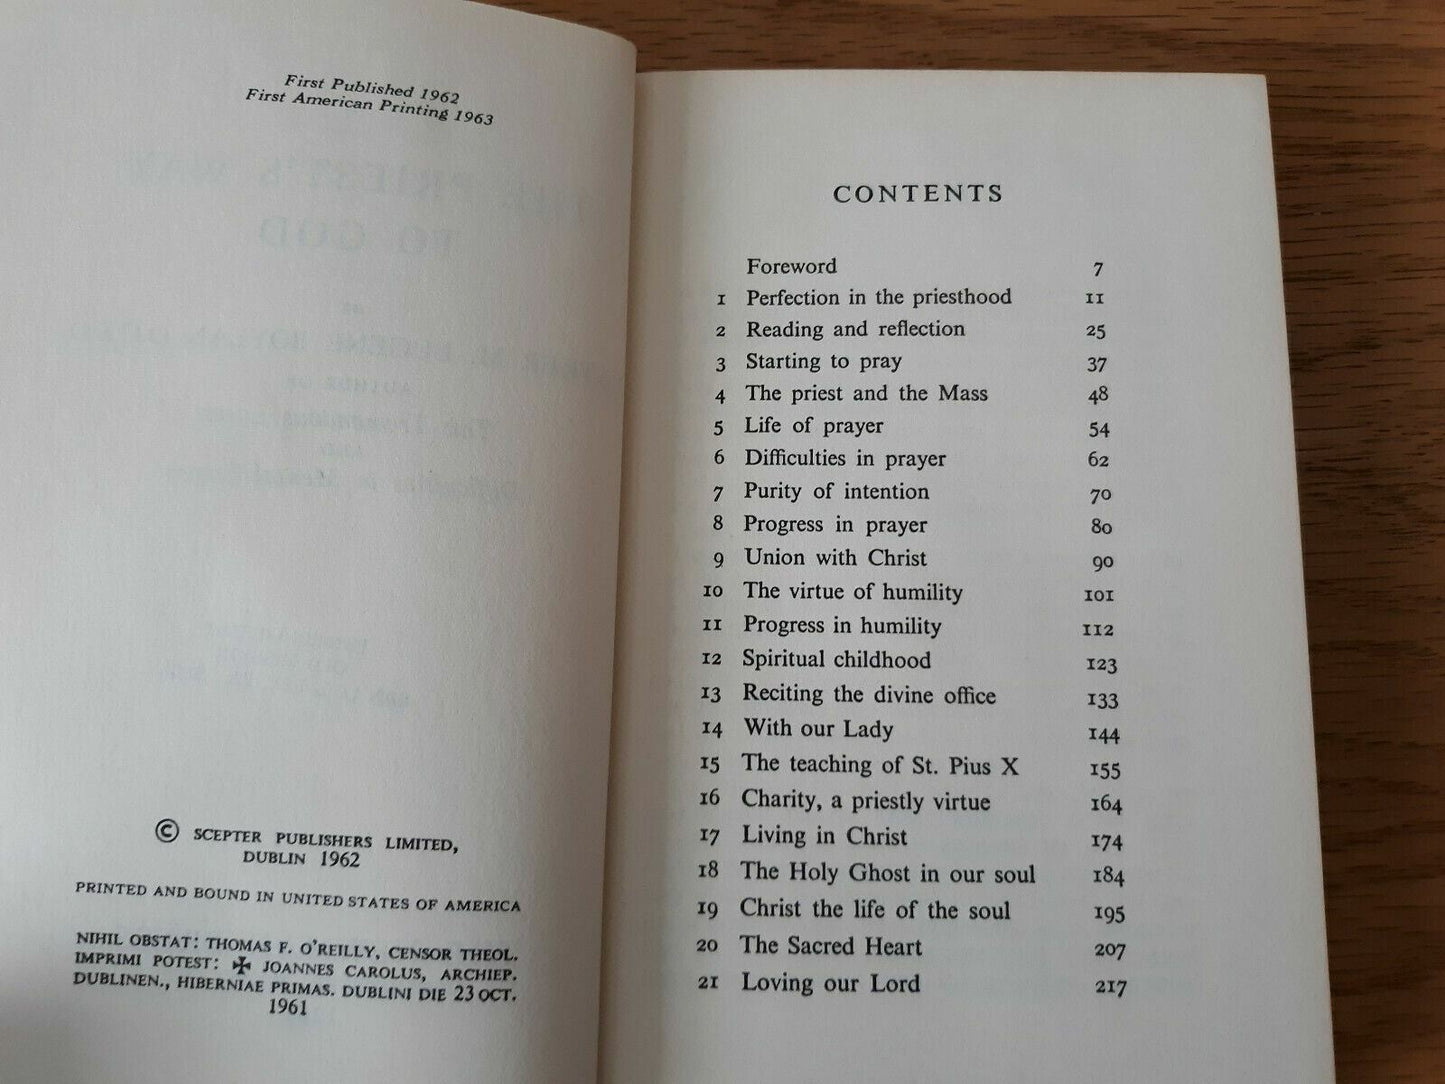 First Published 1962
First American Printing 1963
© SCEPTER PUBLISHERS LIMITED,
DUBLIN 1962
PRINTED AND BOUND IN UNITED STATES OF AMERICA
NIHIL OBSTAT: THOMAS F. O'REILLY, CENSOR THEOL.
IMPRIMI POTEST: ✠ JOANNES CAROLUS, ARCHIEP.
DUBLINEN., HIBERNIAE PRIMAS. DUBLINI DIE 23 OCT.
1961
CONTENTS
Foreword 7
1 Perfection in the priesthood 11
2 Reading and reflection 25
3 Starting to pray 37
4 The priest and the Mass 48
5 Life of prayer 54
6 Difficulties in prayer 62
7 Purity of intention 70
8 Progress in prayer 80
9 Union with Christ 90
10 The virtue of humility 101
11 Progress in humility 112
12 Spiritual childhood 123
13 Reciting the divine office 133
14 With our Lady 144
15 The teaching of St. Pius X 155
16 Charity, a priestly virtue 164
17 Living in Christ 174
18 The Holy Ghost in our soul 184
19 Christ the life of the soul 195
20 The Sacred Heart 207
21 Loving our Lord 217